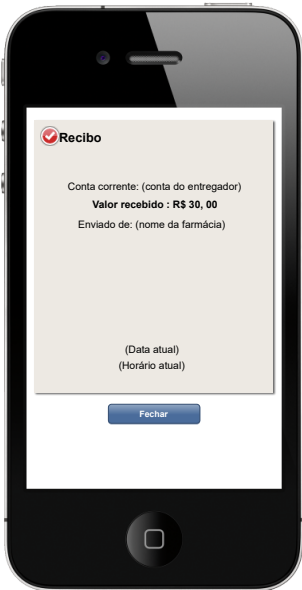 Recibo
Conta corrente: (conta do entregador)
Valor recebido : R$ 30, 00
Enviado de: (nome da farmácia)
(Data atual)
(Horário atual)
Fechar